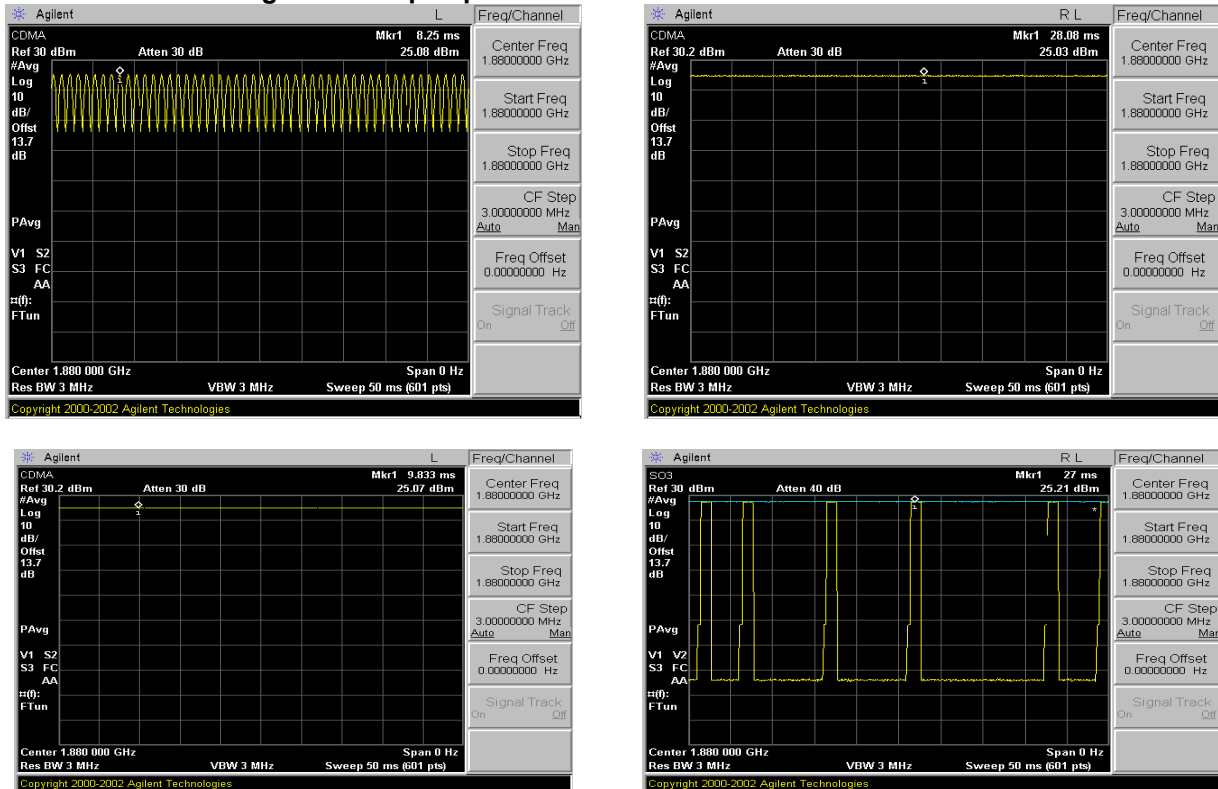 Agilent L Freq/Channel
CDMA Mkr1 8.25 ms
Ref 30 dBm Atten 30 dB 25.08 dBm
#Avg
Log
10
dB/
Offst
13.7
dB
PAvg
V1 S2
S3 FC
AA
¤(f):
FTun
1
Center 1.880 000 GHz Span 0 Hz
Res BW 3 MHz VBW 3 MHz Sweep 50 ms (601 pts)
Copyright 2000-2002 Agilent Technologies
Center Freq
1.88000000 GHz
Start Freq
1.88000000 GHz
Stop Freq
1.88000000 GHz
CF Step
3.00000000 MHz
Auto Man
Freq Offset
0.00000000 Hz
Signal Track
On Off
Agilent R L Freq/Channel
CDMA Mkr1 28.08 ms
Ref 30.2 dBm Atten 30 dB 25.03 dBm
#Avg
Log
10
dB/
Offst
13.7
dB
PAvg
V1 S2
S3 FC
AA
¤(f):
FTun
1
Center 1.880 000 GHz Span 0 Hz
Res BW 3 MHz VBW 3 MHz Sweep 50 ms (601 pts)
Copyright 2000-2002 Agilent Technologies
Center Freq
1.88000000 GHz
Start Freq
1.88000000 GHz
Stop Freq
1.88000000 GHz
CF Step
3.00000000 MHz
Auto Man
Freq Offset
0.00000000 Hz
Signal Track
On Off
Agilent L Freq/Channel
CDMA Mkr1 9.833 ms
Ref 30.2 dBm Atten 30 dB 25.07 dBm
#Avg
Log
10
dB/
Offst
13.7
dB
PAvg
V1 S2
S3 FC
AA
¤(f):
FTun
1
Center 1.880 000 GHz Span 0 Hz
Res BW 3 MHz VBW 3 MHz Sweep 50 ms (601 pts)
Copyright 2000-2002 Agilent Technologies
Center Freq
1.88000000 GHz
Start Freq
1.88000000 GHz
Stop Freq
1.88000000 GHz
CF Step
3.00000000 MHz
Auto Man
Freq Offset
0.00000000 Hz
Signal Track
On Off
Agilent R L Freq/Channel
SO3 Mkr1 27 ms
Ref 30 dBm Atten 40 dB 25.21 dBm
#Avg
Log
10
dB/
Offst
13.7
dB
PAvg
V1 V2
S3 FC
AA
¤(f):
FTun
1
*
Center 1.880 000 GHz Span 0 Hz
Res BW 3 MHz VBW 3 MHz Sweep 50 ms (601 pts)
Copyright 2000-2002 Agilent Technologies
Center Freq
1.88000000 GHz
Start Freq
1.88000000 GHz
Stop Freq
1.88000000 GHz
CF Step
3.00000000 MHz
Auto Man
Freq Offset
0.00000000 Hz
Signal Track
On Off